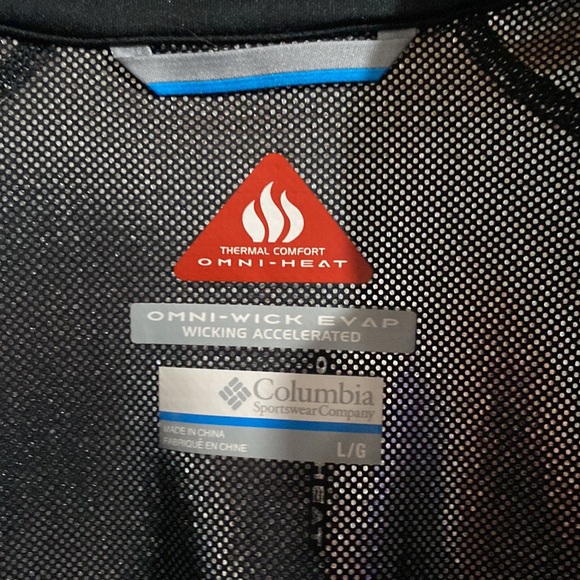 THERMAL COMFORT
OMNI-HEAT
OMNI-WICK EVAP
WICKING ACCELERATED
Columbia
Sportswear Company
MADE IN CHINA
FABRIQUÉ EN CHINE
L/G